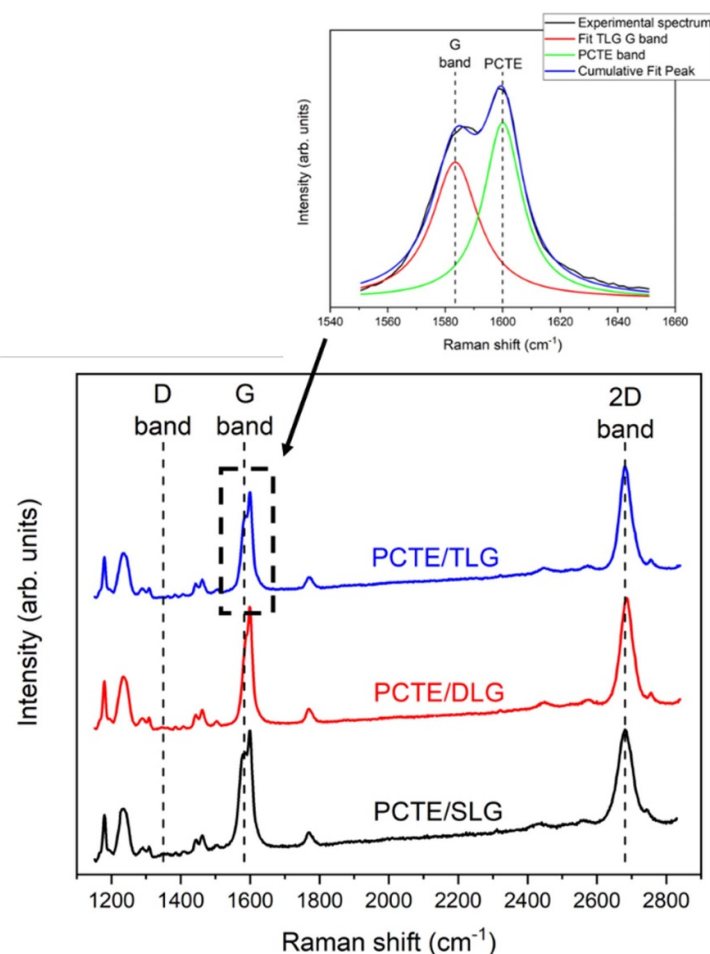 Experimental spectrum
Fit TLG G band
PCTE band
Cumulative Fit Peak
G
band
PCTE
Intensity (arb. units)
1540 1560 1580 1600 1620 1640 1660
Raman shift (cm⁻¹)
D
band
G
band
2D
band
PCTE/TLG
PCTE/DLG
PCTE/SLG
Intensity (arb. units)
1200 1400 1600 1800 2000 2200 2400 2600 2800
Raman shift (cm⁻¹)